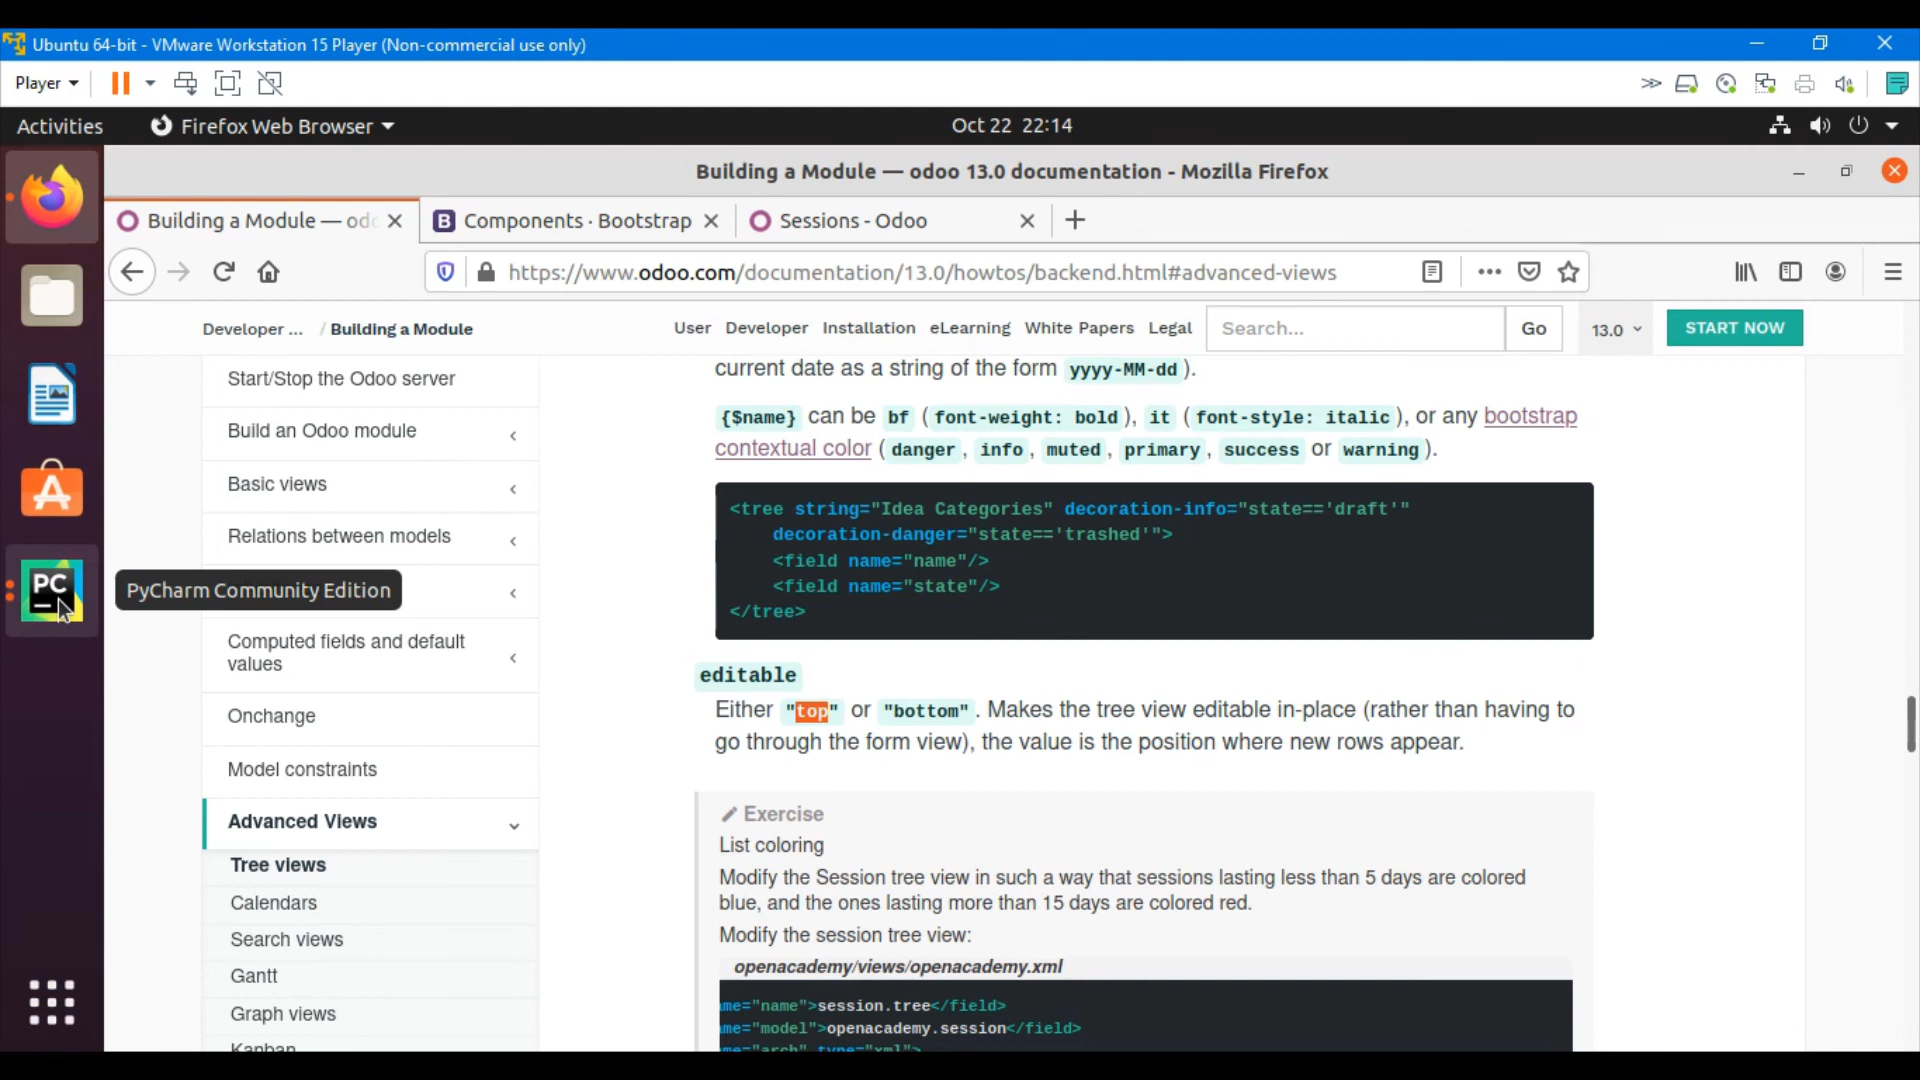 Ubuntu 64-bit - VMware Workstation 15 Player (Non-commercial use only)
Player
Activities
Firefox Web Browser
Oct 22 22:14
Building a Module — odoo 13.0 documentation - Mozilla Firefox
Building a Module — odo
Components · Bootstrap
Sessions - Odoo
https://www.odoo.com/documentation/13.0/howtos/backend.html#advanced-views
Developer ... / Building a Module
User Developer Installation eLearning White Papers Legal
Search...
Go
13.0
START NOW
Start/Stop the Odoo server
Build an Odoo module
Basic views
Relations between models
PC
PyCharm Community Edition
Computed fields and default
values
Onchange
Model constraints
Advanced Views
Tree views
Calendars
Search views
Gantt
Graph views
Kanban
current date as a string of the form yyyy-MM-dd ).
{$name} can be bf ( font-weight: bold ), it ( font-style: italic ), or any bootstrap
contextual color ( danger , info , muted , primary , success or warning ).
<tree string="Idea Categories" decoration-info="state=='draft'"
decoration-danger="state=='trashed'">
<field name="name"/>
<field name="state"/>
</tree>
editable
Either "top" or "bottom" . Makes the tree view editable in-place (rather than having to
go through the form view), the value is the position where new rows appear.
Exercise
List coloring
Modify the Session tree view in such a way that sessions lasting less than 5 days are colored
blue, and the ones lasting more than 15 days are colored red.
Modify the session tree view:
openacademy/views/openacademy.xml
me="name">session.tree</field>
me="model">openacademy.session</field>
me="arch" type="xml">